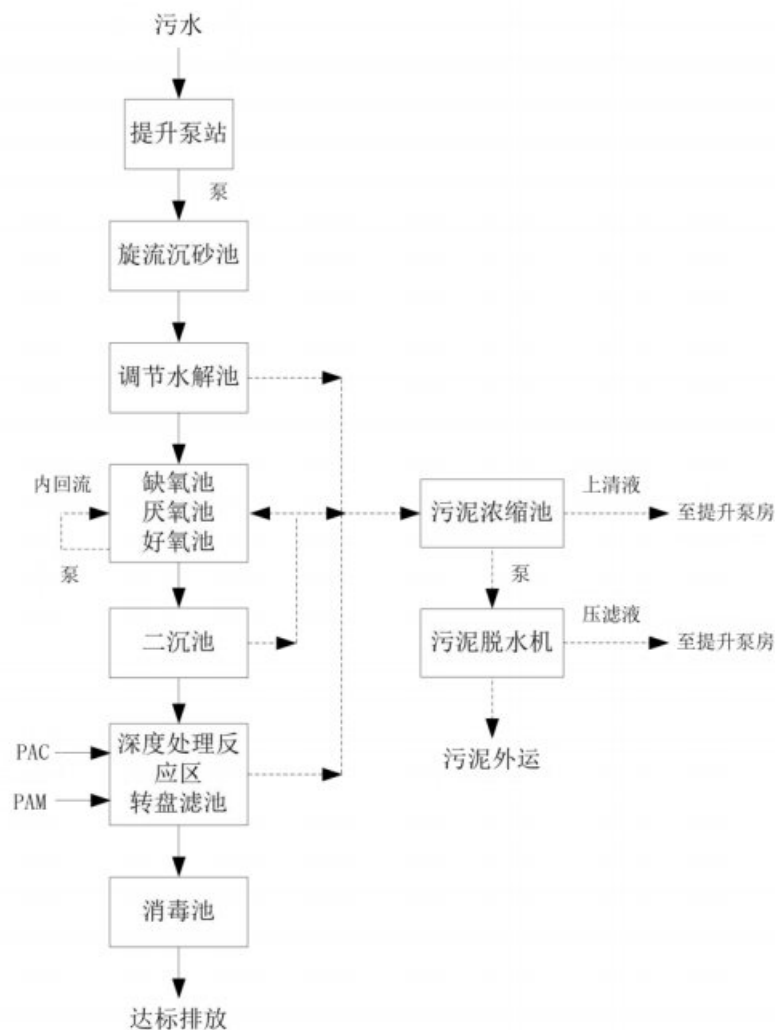 污水
提升泵站
泵
旋流沉砂池
调节水解池
内回流
缺氧池
厌氧池
好氧池
泵
污泥浓缩池
上清液
至提升泵房
泵
二沉池
污泥脱水机
压滤液
至提升泵房
PAC
深度处理反
应区
转盘滤池
PAM
污泥外运
消毒池
达标排放